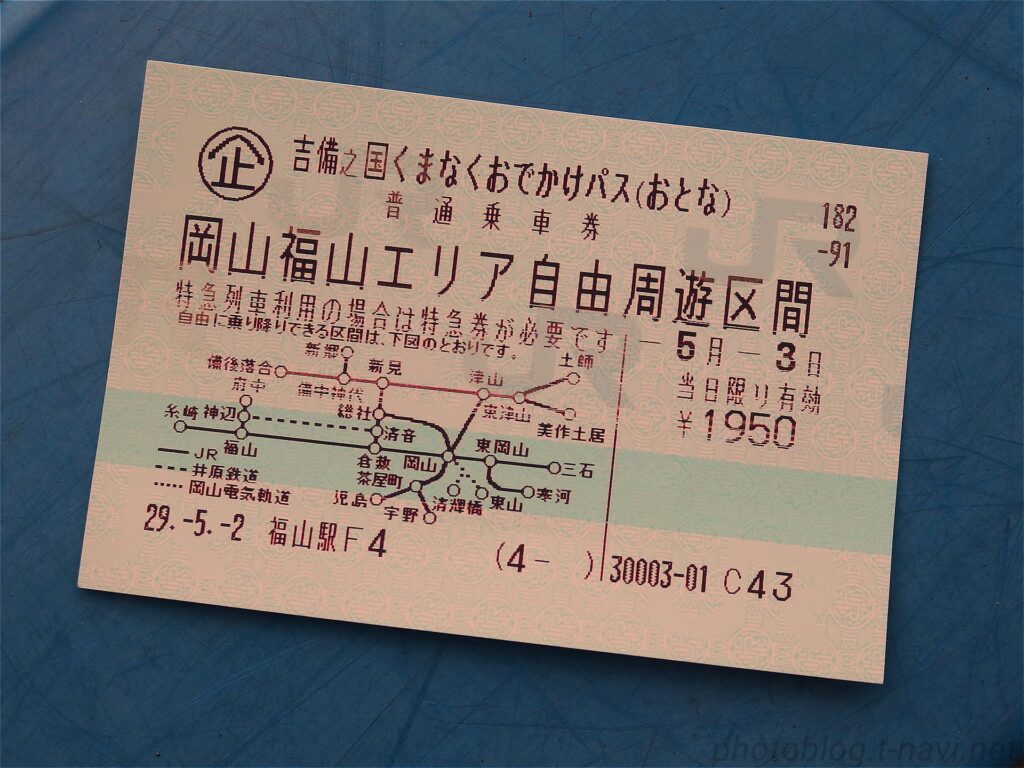 企 吉備之国くまなくおでかけパス(おとな)
普通乗車券
182
-91
岡山福山エリア自由周遊区間
特急列車利用の場合は特急券が必要です
自由に乗り降りできる区間は、下図のとおりです。
- 5月- 3日
当日限り有効
¥1950
新郷
備後落合
備中神代
新見
津山
土師
東津山
美作土居
府中
糸崎
神辺
総社
清音
福山
倉敷
岡山
東岡山
三石
茶屋町
児島
宇野
清輝橋
東山
寒河
JR
井原鉄道
岡山電気軌道
29.-5.-2 福山駅F4 (4- ) 30003-01 C43
JR
photoblog.t-navi.net